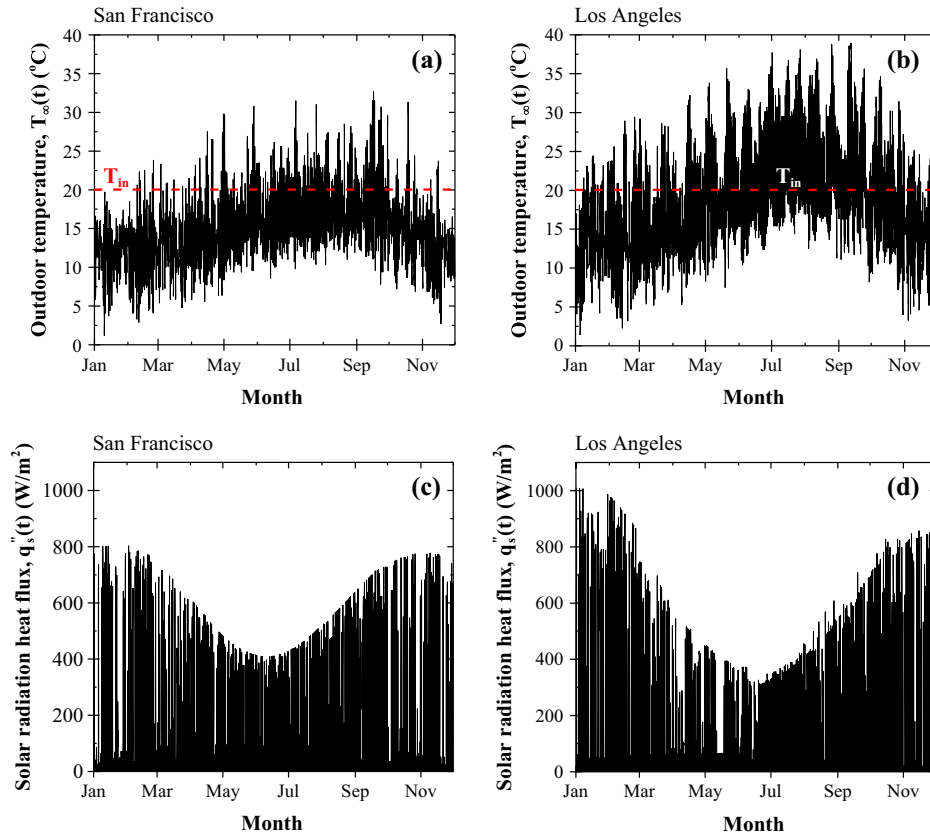 San Francisco
(a)
Outdoor temperature, T∞(t) (ºC)
40
35
30
25
20
15
10
5
0
T_in
Jan Mar May Jul Sep Nov
Month
Los Angeles
(b)
Outdoor temperature, T∞(t) (ºC)
40
35
30
25
20
15
10
5
0
T_in
Jan Mar May Jul Sep Nov
Month
San Francisco
(c)
Solar radiation heat flux, q_s''(t) (W/m²)
1000
800
600
400
200
0
Jan Mar May Jul Sep Nov
Month
Los Angeles
(d)
Solar radiation heat flux, q_s''(t) (W/m²)
1000
800
600
400
200
0
Jan Mar May Jul Sep Nov
Month